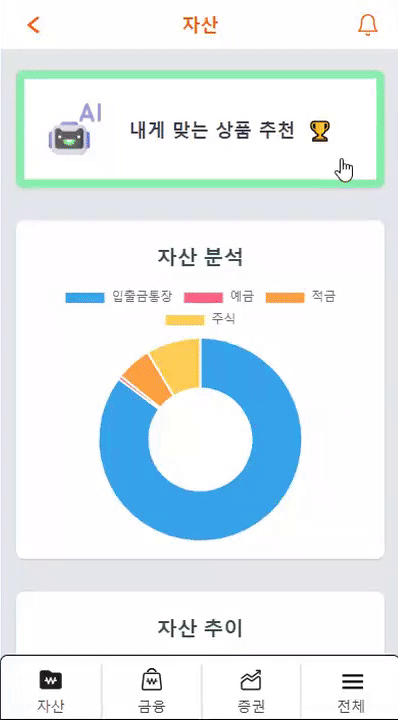 자산
AI
내게 맞는 상품 추천
자산 분석
입출금통장 예금 적금
주식
자산 추이
자산 금융 증권 전체